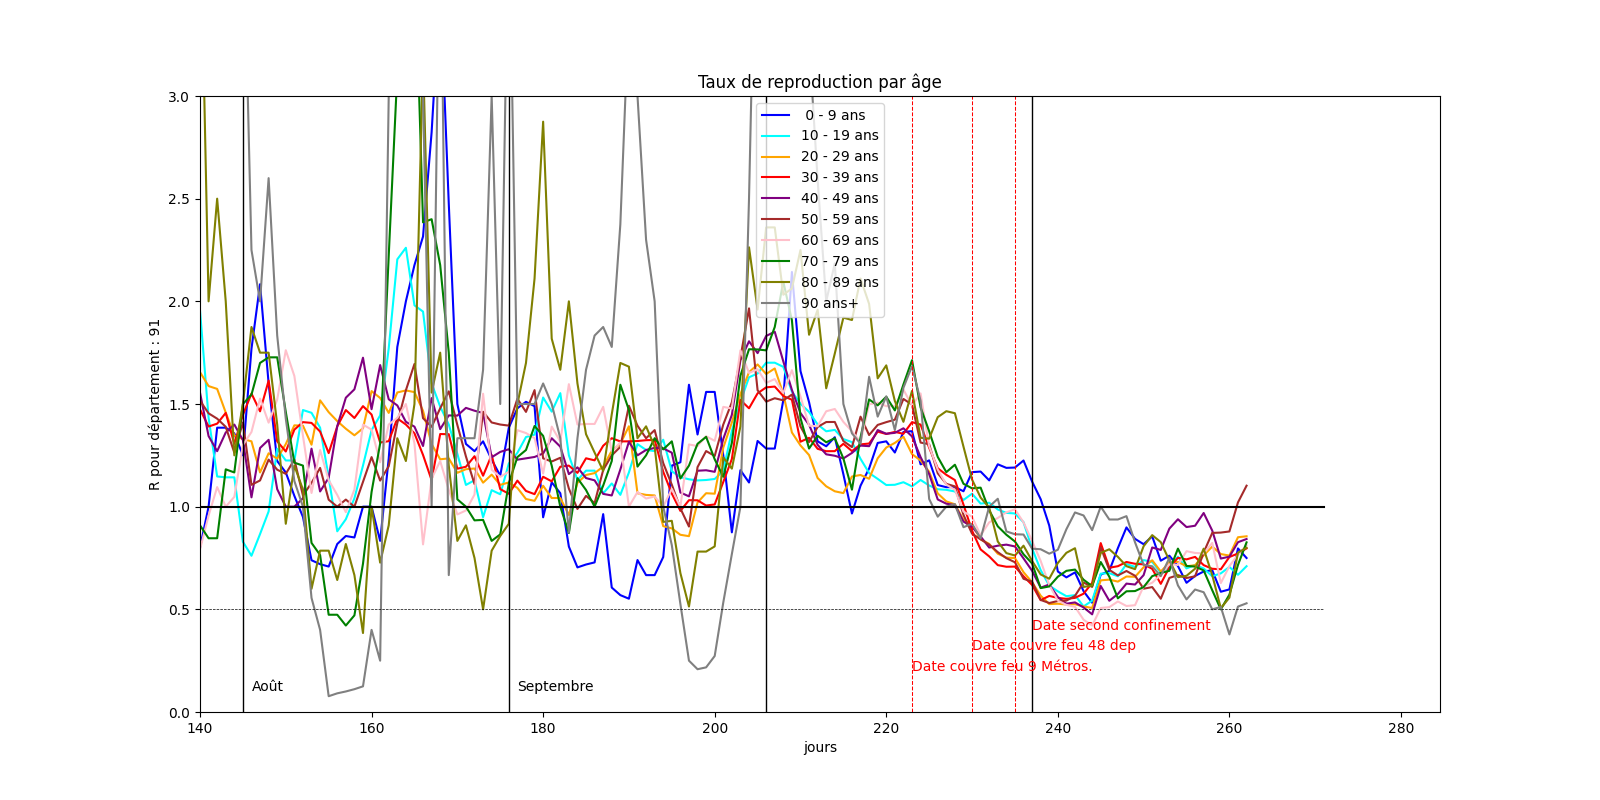 Taux de reproduction par âge
R pour département : 91
3.0
2.5
2.0
1.5
1.0
0.5
0.0
0 - 9 ans
10 - 19 ans
20 - 29 ans
30 - 39 ans
40 - 49 ans
50 - 59 ans
60 - 69 ans
70 - 79 ans
80 - 89 ans
90 ans+
Date second confinement
Date couvre feu 48 dep
Date couvre feu 9 Métros.
Août
Septembre
140
160
180
200
220
240
260
280
jours